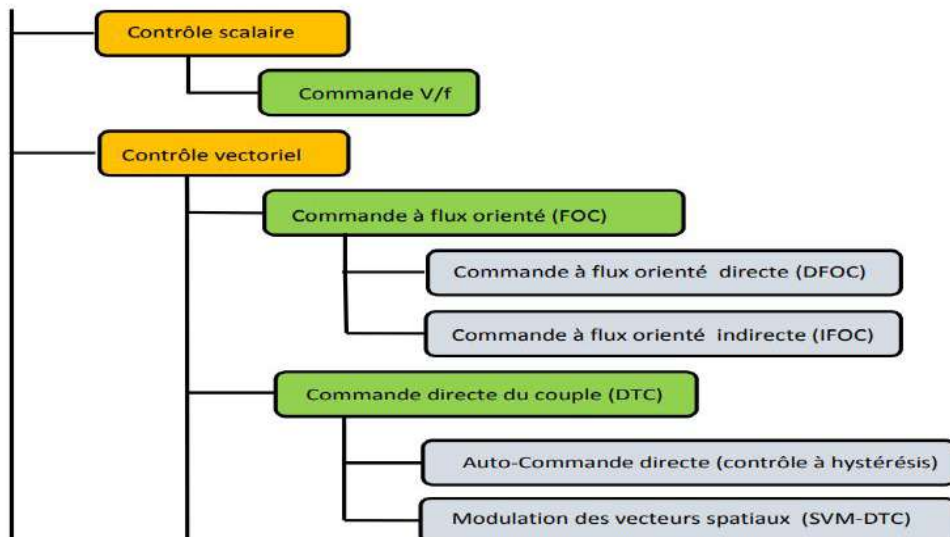 Contrôle scalaire
Commande V/f
Contrôle vectoriel
Commande à flux orienté (FOC)
Commande à flux orienté directe (DFOC)
Commande à flux orienté indirecte (IFOC)
Commande directe du couple (DTC)
Auto-Commande directe (contrôle à hystérésis)
Modulation des vecteurs spatiaux (SVM-DTC)